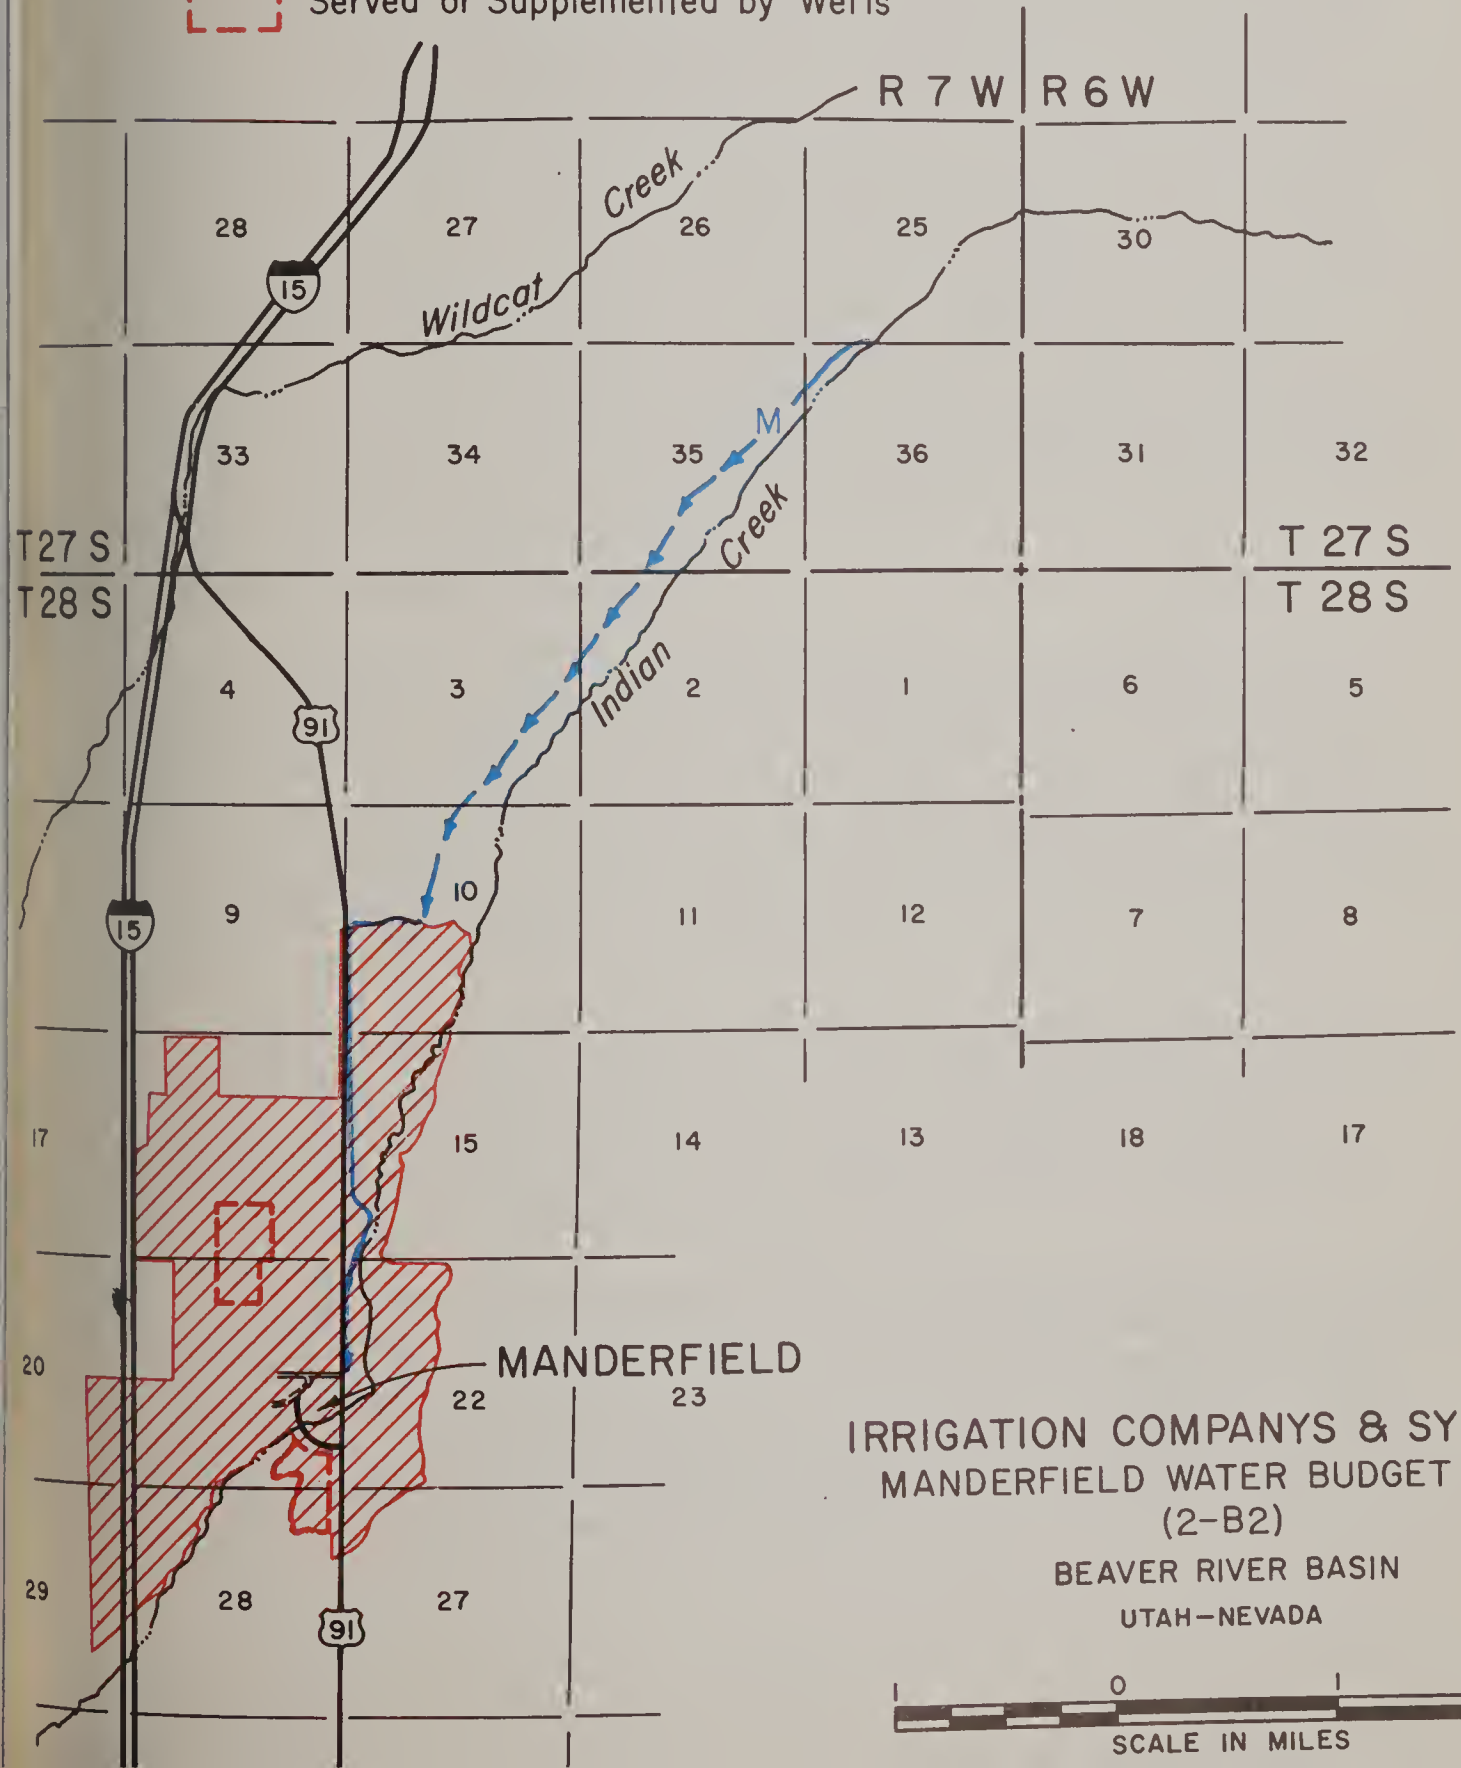 Served or Supplemented by Wells
R 7 W R 6 W
28 27 Creek 26 25 30
15
Wildcat
M
33 34 35 36 31 32
Creek
T 27 S T 27 S
T 28 S T 28 S
4 3 Indian 2 1 6 5
91
9 10 11 12 7 8
15
17 15 14 13 18 17
MANDERFIELD
20 22 23
IRRIGATION COMPANYS & SY
MANDERFIELD WATER BUDGET
(2-B2)
BEAVER RIVER BASIN
UTAH-NEVADA
29 28 27
91
1 0 1
SCALE IN MILES